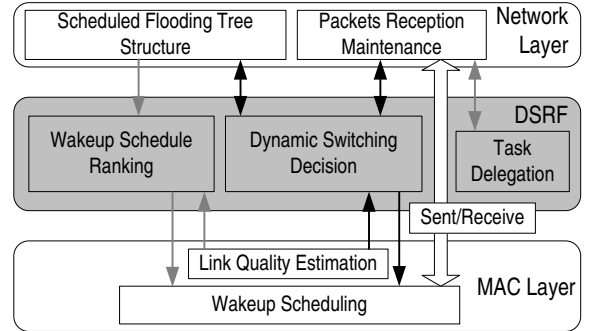 Scheduled Flooding Tree
Structure
Packets Reception
Maintenance
Network
Layer
DSRF
Wakeup Schedule
Ranking
Dynamic Switching
Decision
Task
Delegation
Sent/Receive
Link Quality Estimation
MAC Layer
Wakeup Scheduling